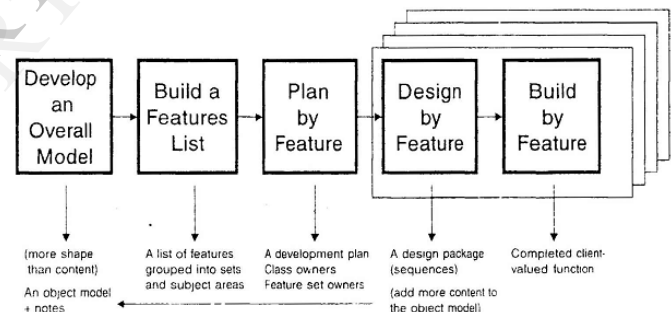 Develop
an
Overall
Model
Build a
Features
List
Plan
by
Feature
Design
by
Feature
Build
by
Feature
(more shape
than content)
An object model
+ notes
A list of features
grouped into sets
and subject areas
A development plan
Class owners
Feature set owners
A design package
(sequences)
(add more content to
the object model)
Completed client-
valued function